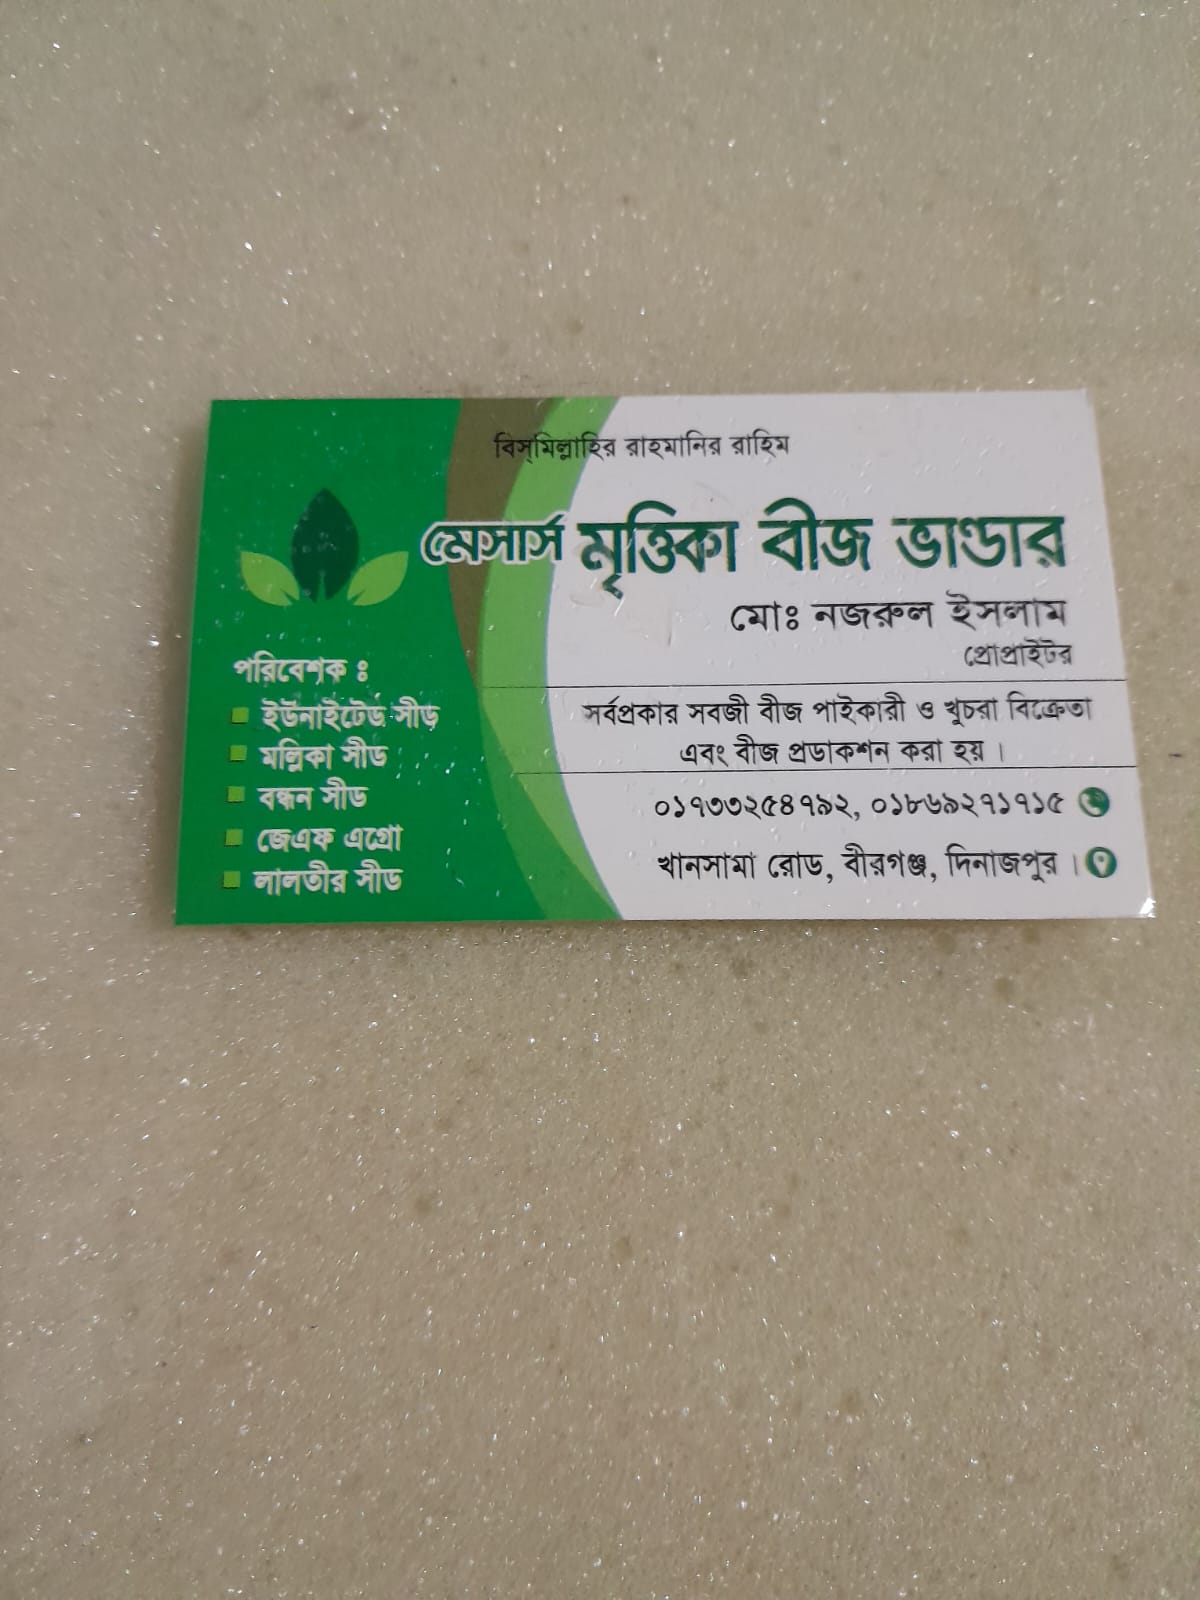 বিস্‌মিল্লাহির রাহমানির রাহিম
মেসার্স মৃত্তিকা বীজ ভাণ্ডার
মোঃ নজরুল ইসলাম
প্রোপ্রাইটর
পরিবেশক ঃ
ইউনাইটেড সীড
মল্লিকা সীড
বন্ধন সীড
জেএফ এগ্রো
লালতীর সীড
সর্বপ্রকার সবজী বীজ পাইকারী ও খুচরা বিক্রেতা
এবং বীজ প্রডাকশন করা হয় ।
০১৭৩৩২৫৪৭৯২, ০১৮৬৯২৭১৭১৫
খানসামা রোড, বীরগঞ্জ, দিনাজপুর ।